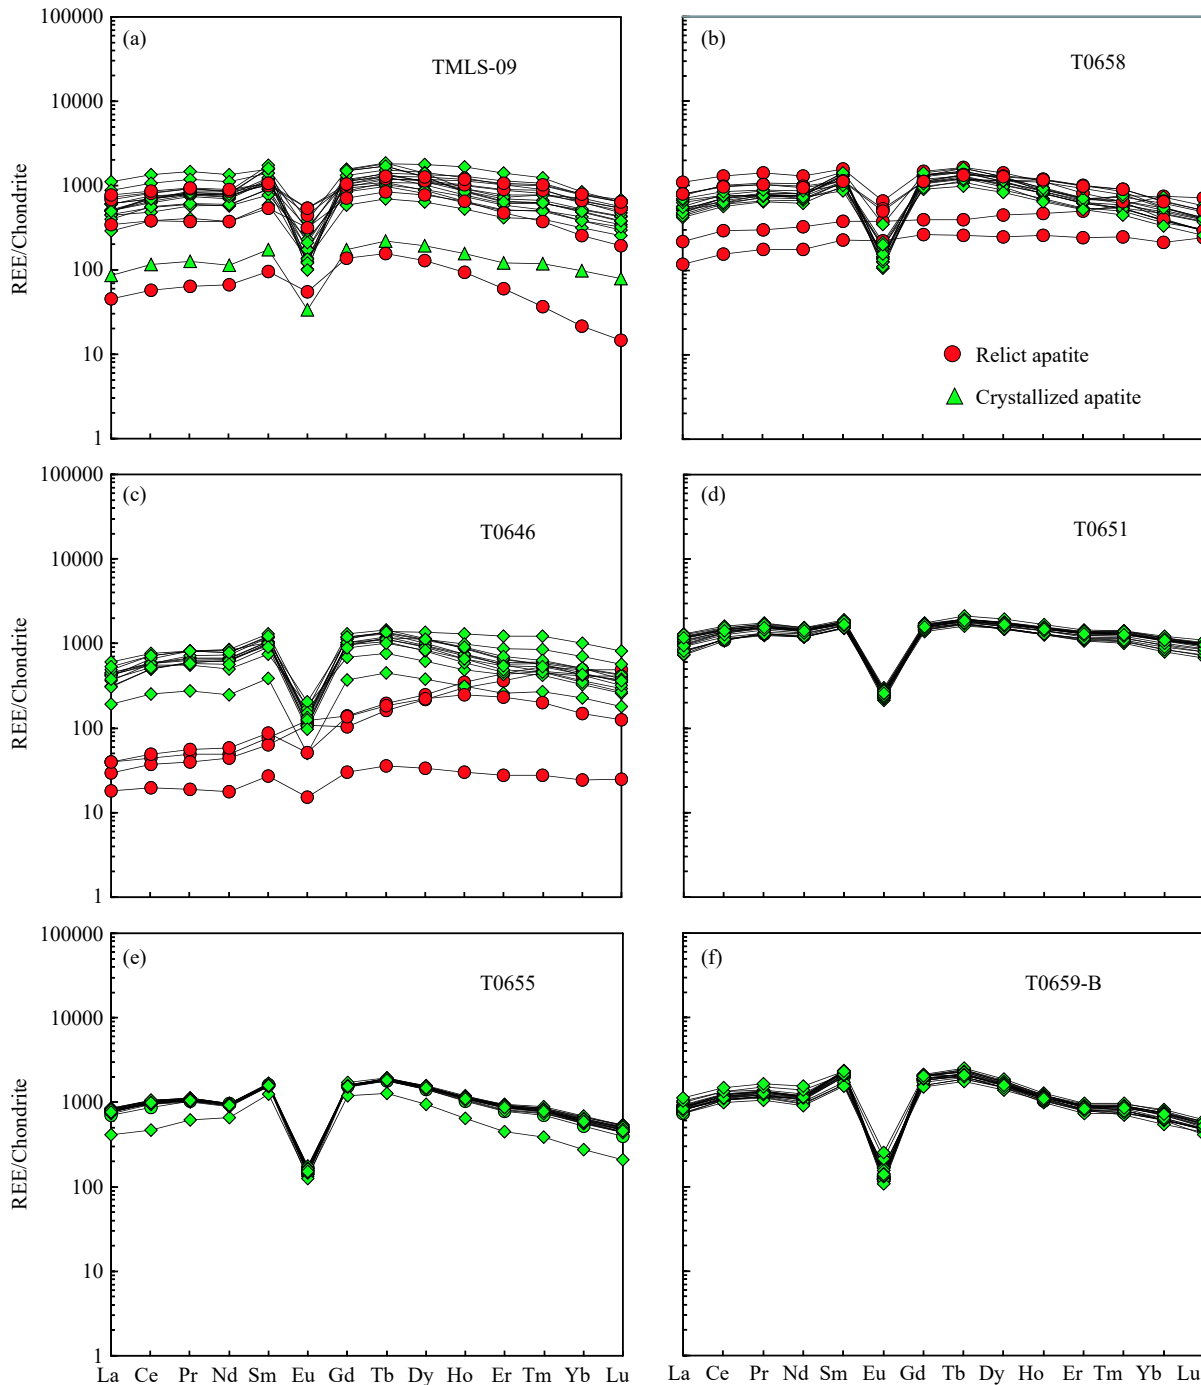 (a)
TMLS-09
100000
10000
1000
100
10
1
REE/Chondrite
(b)
T0658
Relict apatite
Crystallized apatite
(c)
T0646
100000
10000
1000
100
10
1
REE/Chondrite
(d)
T0651
(e)
T0655
100000
10000
1000
100
10
1
REE/Chondrite
La Ce Pr Nd Sm Eu Gd Tb Dy Ho Er Tm Yb Lu
(f)
T0659-B
La Ce Pr Nd Sm Eu Gd Tb Dy Ho Er Tm Yb Lu